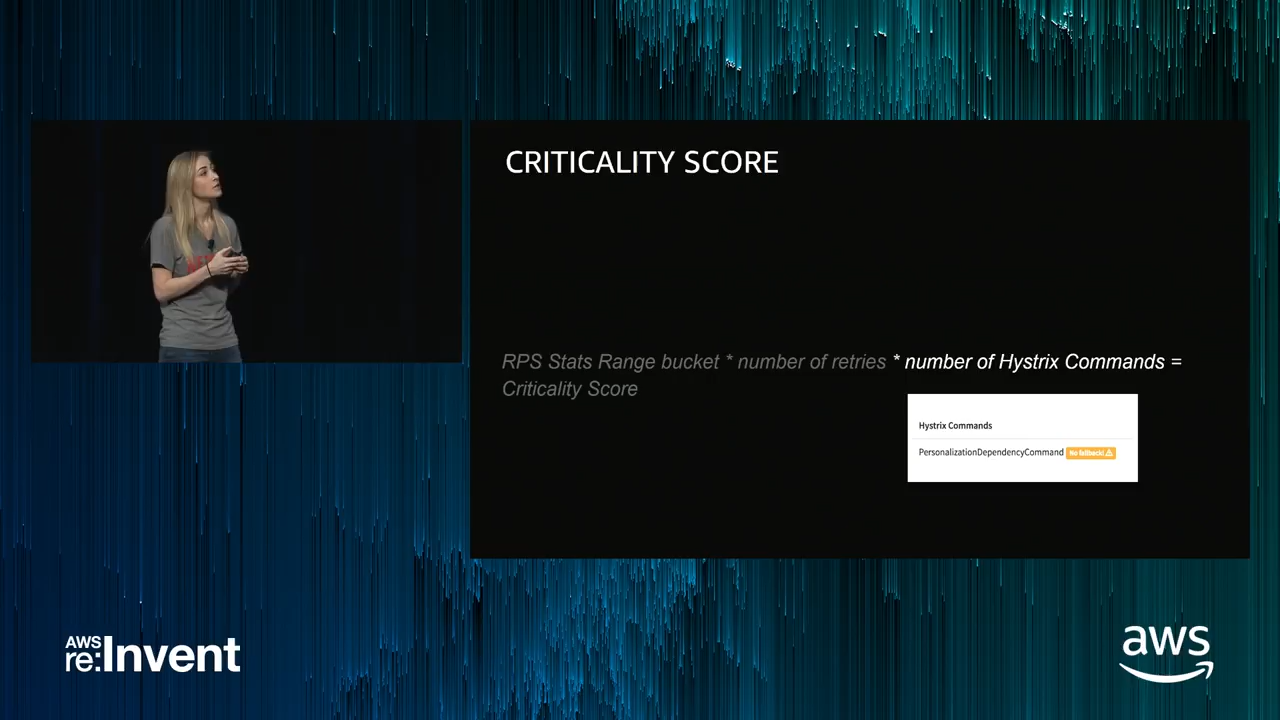 CRITICALITY SCORE
RPS Stats Range bucket * number of retries * number of Hystrix Commands =
Criticality Score
Hystrix Commands
PersonalizationDependencyCommand No fallback!
AWS
re:Invent
aws